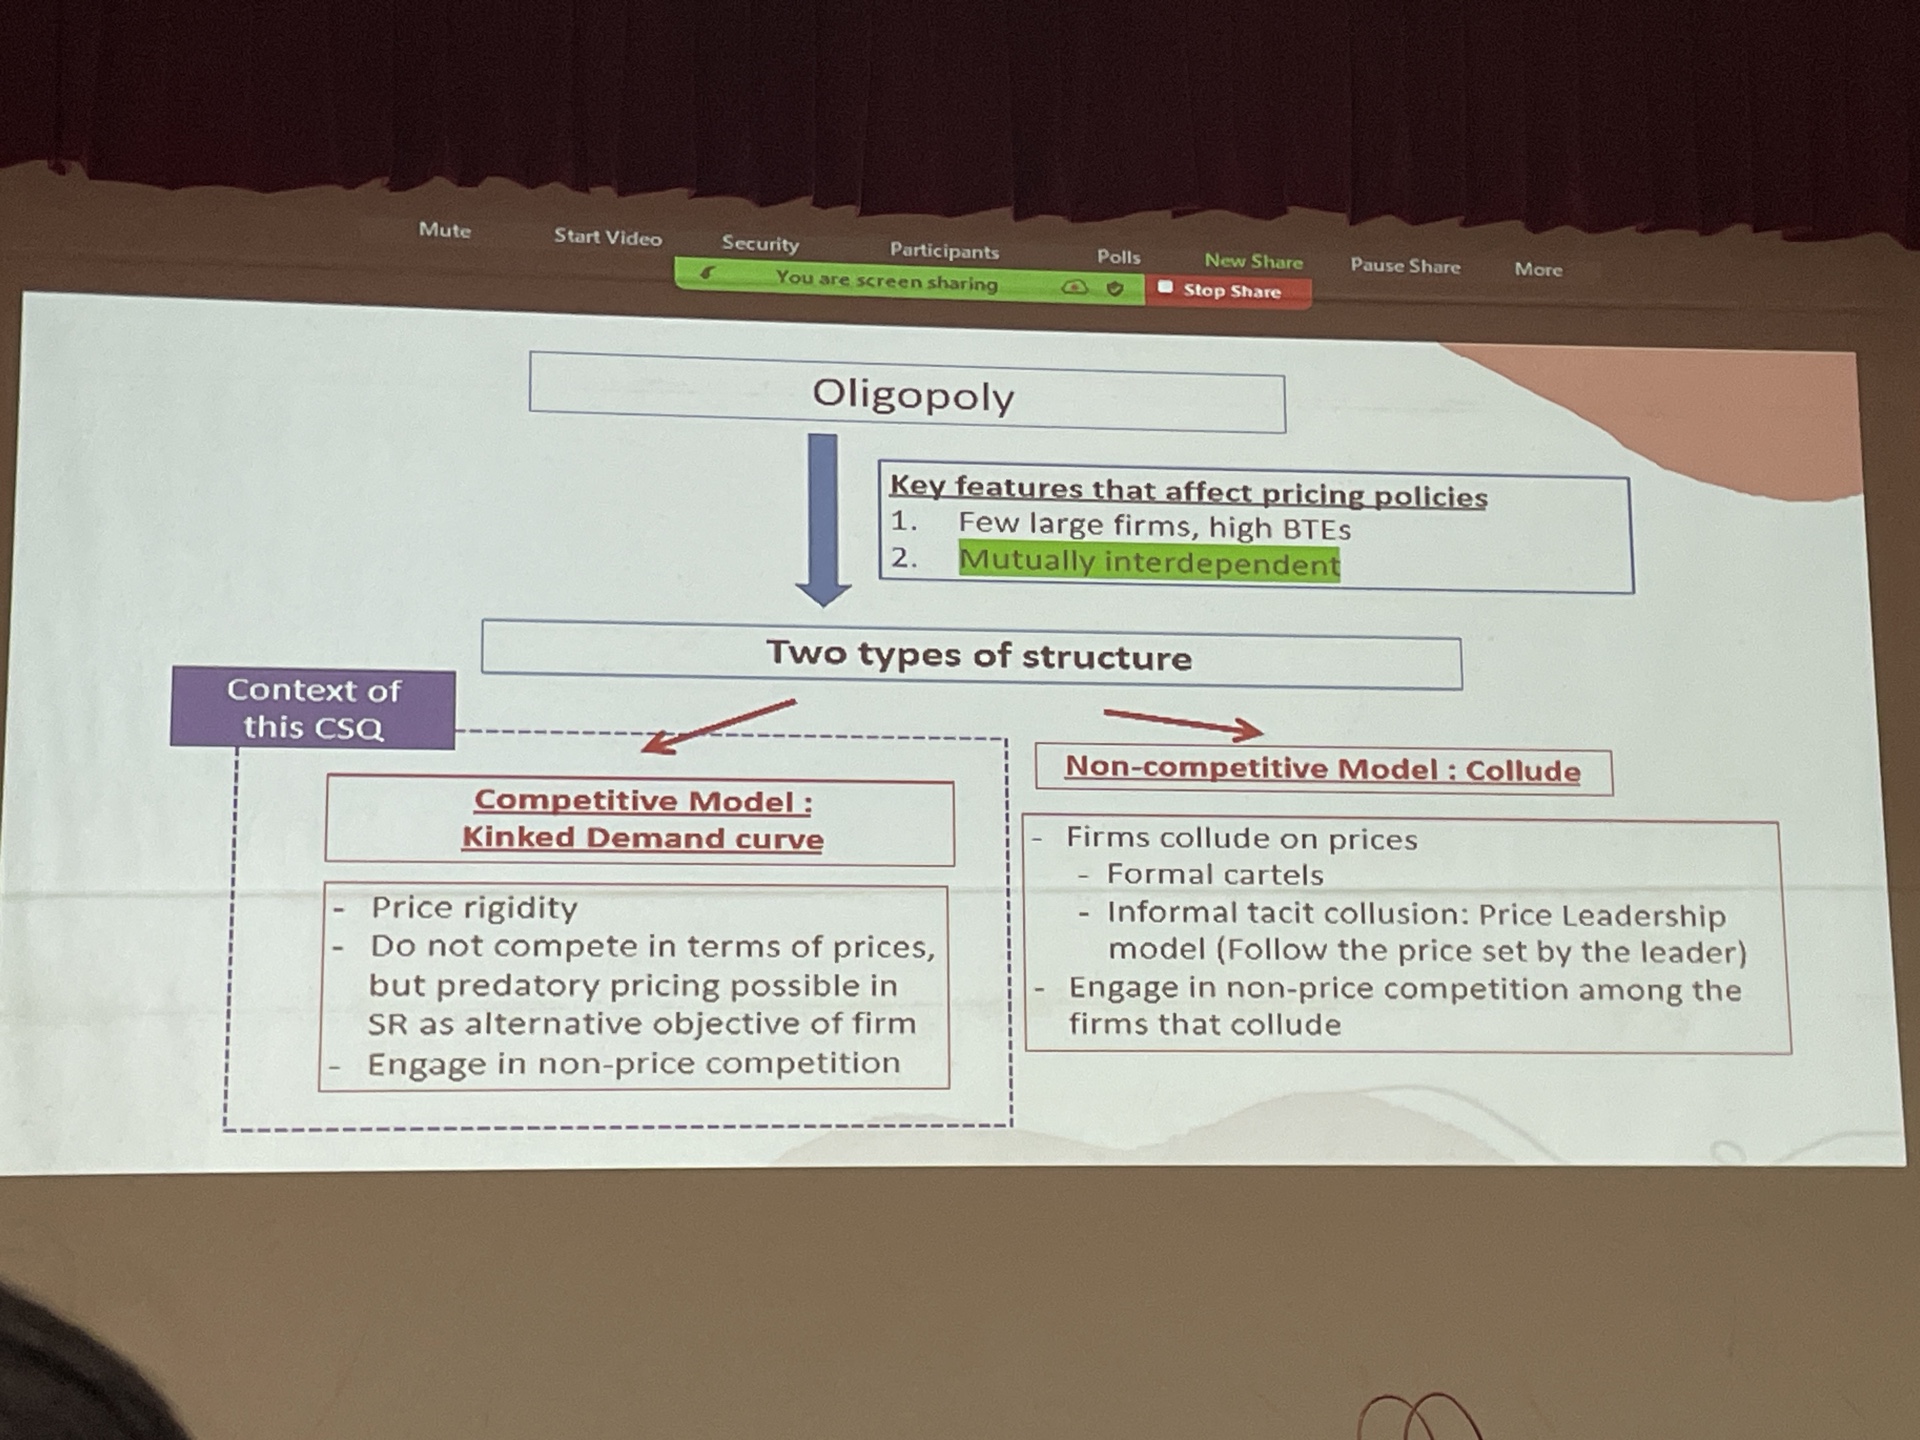 Mute
Start Video
Security
Participants
Polls
New Share
Pause Share
More
You are screen sharing
Stop Share
Oligopoly
Key features that affect pricing policies
1. Few large firms, high BTEs
2. Mutually interdependent
Two types of structure
Context of
this CSQ
Competitive Model :
Kinked Demand curve
- Price rigidity
- Do not compete in terms of prices,
but predatory pricing possible in
SR as alternative objective of firm
- Engage in non-price competition
Non-competitive Model : Collude
- Firms collude on prices
- Formal cartels
- Informal tacit collusion: Price Leadership
model (Follow the price set by the leader)
- Engage in non-price competition among the
firms that collude